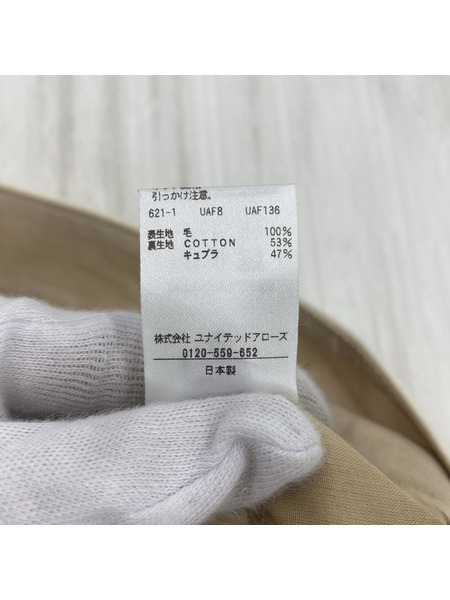 引っかけ注意。
621-1 UAF8 UAF136
表生地 毛 100%
裏生地 COTTON 53%
キュプラ 47%
株式会社 ユナイテッドアローズ
0120-559-652
日本製